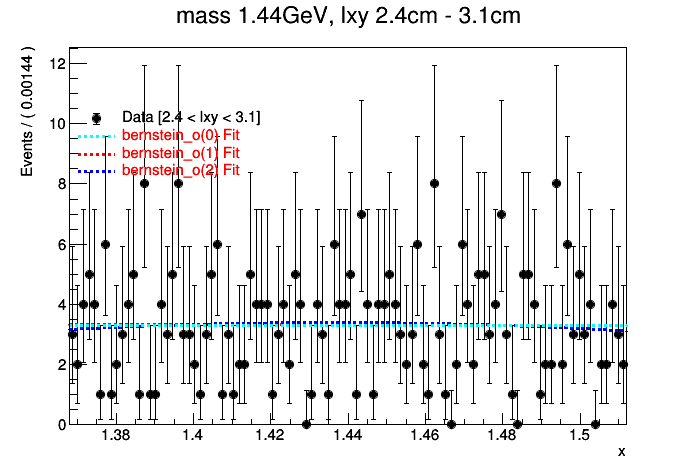 mass 1.44GeV, lxy 2.4cm - 3.1cm
Events / ( 0.00144 )
12
10
8
6
4
2
0
Data [2.4 < lxy < 3.1]
bernstein_o(0) Fit
bernstein_o(1) Fit
bernstein_o(2) Fit
1.38 1.4 1.42 1.44 1.46 1.48 1.5
x